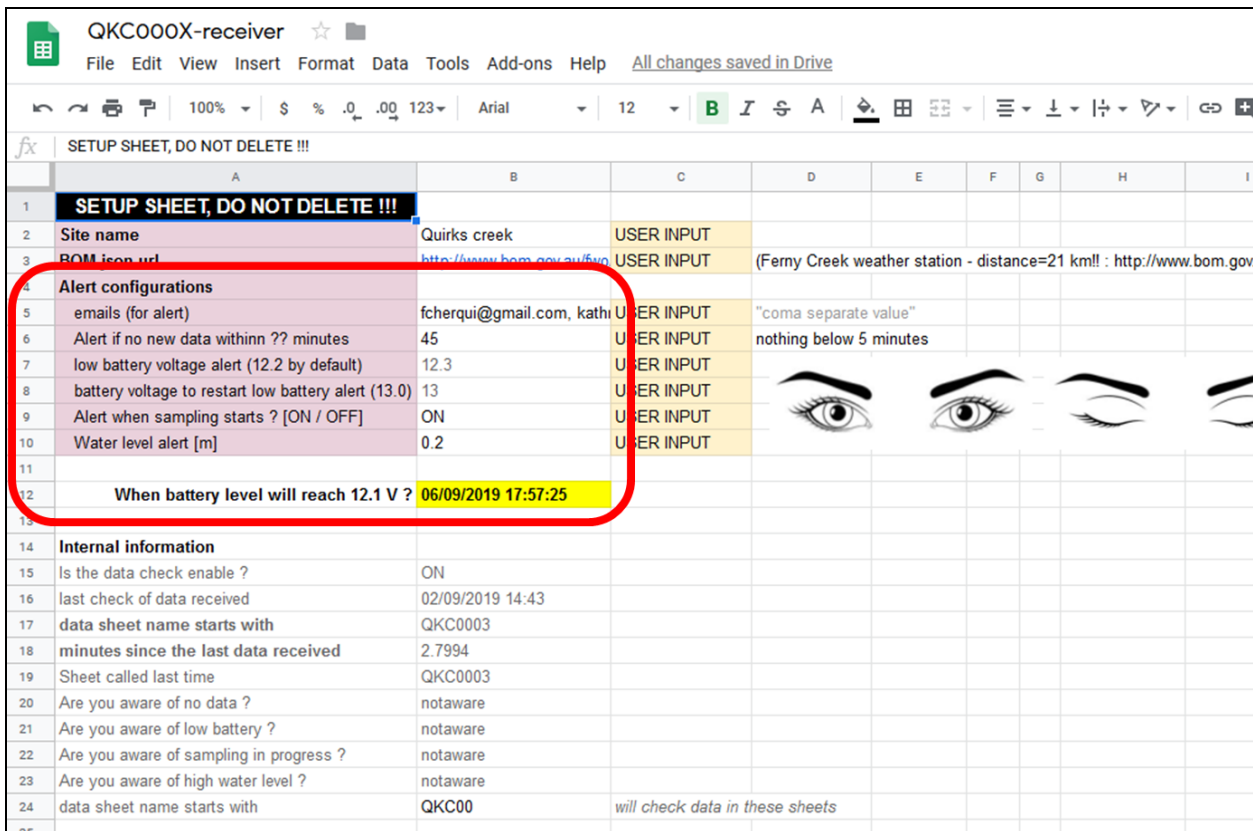 QKC000X-receiver
File Edit View Insert Format Data Tools Add-ons Help All changes saved in Drive
100% $ % .0 .00 123 Arial 12 B I S A
fx SETUP SHEET, DO NOT DELETE !!!
A B C D E F G H I
1 SETUP SHEET, DO NOT DELETE !!!
2 Site name Quirks creek USER INPUT
3 BOM json url http://www.bom.gov.au/fwo USER INPUT (Ferny Creek weather station - distance=21 km!! : http://www.bom.gov.
4 Alert configurations
5 emails (for alert) fcherqui@gmail.com, kathr USER INPUT "coma separate value"
6 Alert if no new data withinn ?? minutes 45 USER INPUT nothing below 5 minutes
7 low battery voltage alert (12.2 by default) 12.3 USER INPUT
8 battery voltage to restart low battery alert (13.0) 13 USER INPUT
9 Alert when sampling starts ? [ON / OFF] ON USER INPUT
10 Water level alert [m] 0.2 USER INPUT
11
12 When battery level will reach 12.1 V ? 06/09/2019 17:57:25
13
14 Internal information
15 Is the data check enable ? ON
16 last check of data received 02/09/2019 14:43
17 data sheet name starts with QKC0003
18 minutes since the last data received 2.7994
19 Sheet called last time QKC0003
20 Are you aware of no data ? notaware
21 Are you aware of low battery ? notaware
22 Are you aware of sampling in progress ? notaware
23 Are you aware of high water level ? notaware
24 data sheet name starts with QKC00 will check data in these sheets